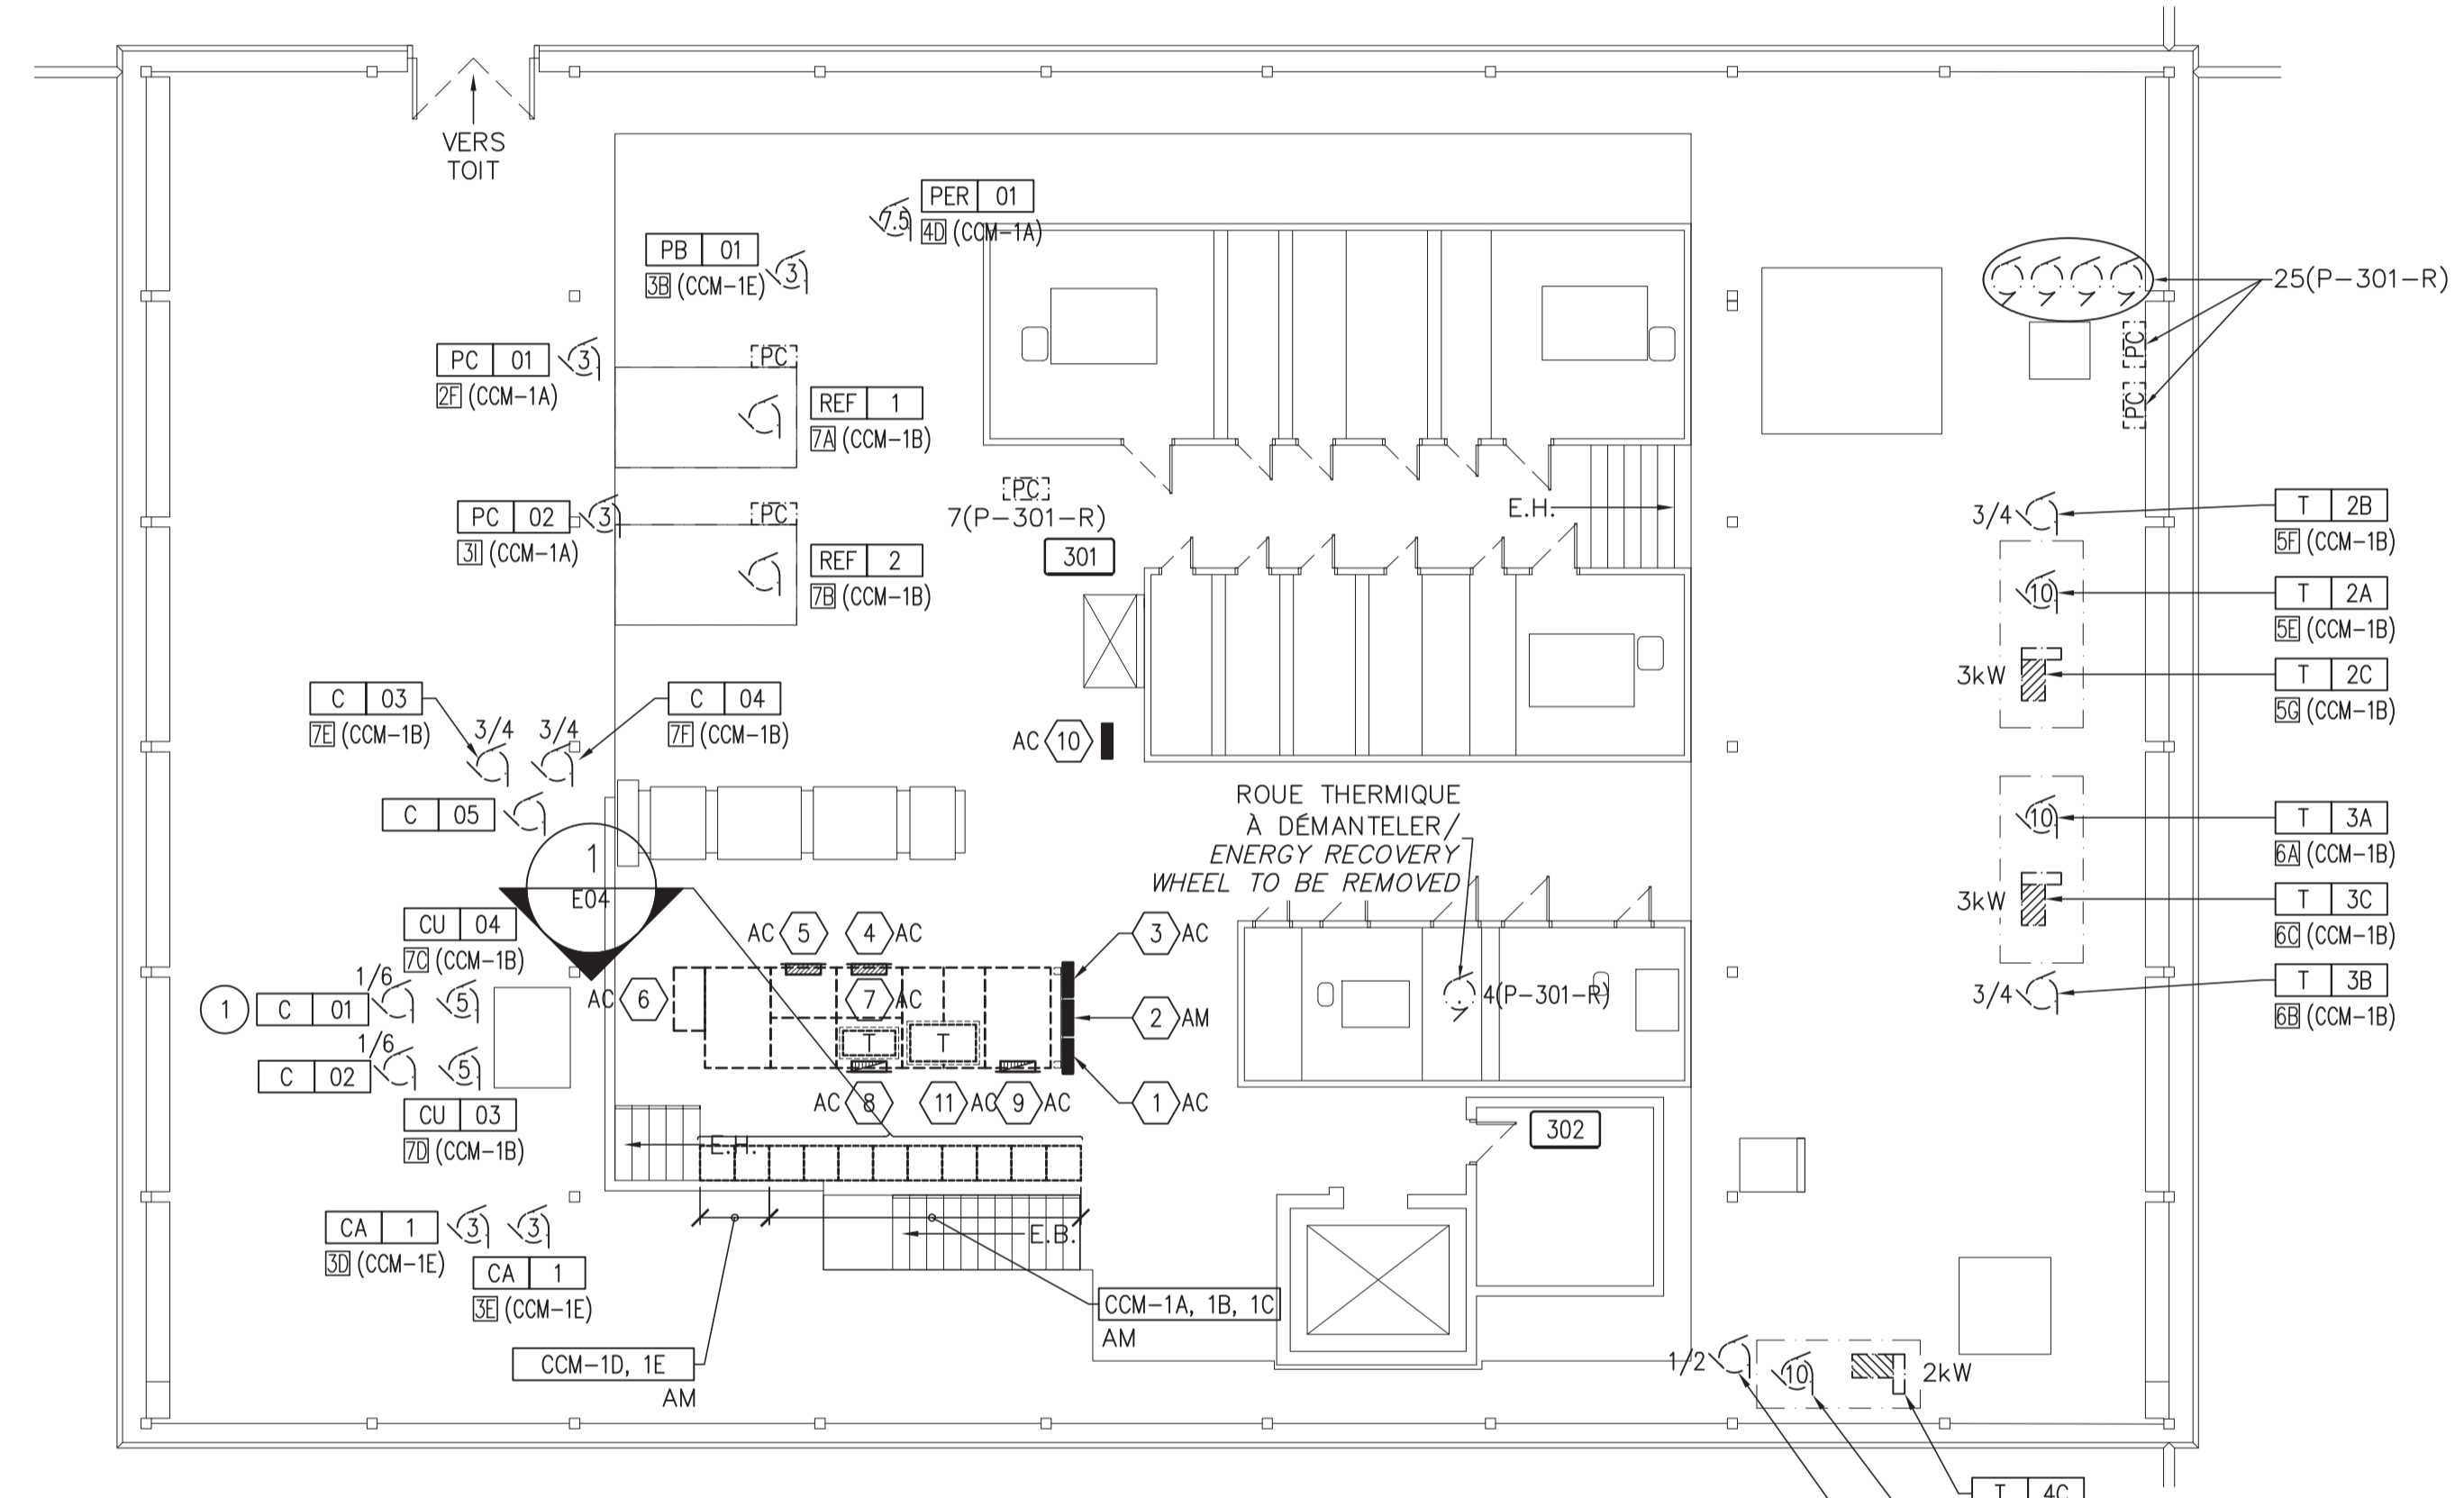 VERS
TOIT
PER 01
7.5
4D (CCM-1A)
PB 01
3
3B (CCM-1E)
25(P-301-R)
PC
PC
PC 01
3
2F (CCM-1A)
PC
REF 1
7A (CCM-1B)
PC
7(P-301-R)
E.H.
PC 02
3
3I (CCM-1A)
PC
301
REF 2
7B (CCM-1B)
3/4
T 2B
5F (CCM-1B)
10
T 2A
5E (CCM-1B)
3kW
T 2C
5G (CCM-1B)
C 03
7E (CCM-1B)
3/4
3/4
C 04
7F (CCM-1B)
AC 10
C 05
ROUE THERMIQUE
À DÉMANTELER/
ENERGY RECOVERY
WHEEL TO BE REMOVED
10
T 3A
6A (CCM-1B)
3kW
T 3C
6C (CCM-1B)
3/4
T 3B
6B (CCM-1B)
1
E04
CU 04
7C (CCM-1B)
AC 5
4 AC
3 AC
1/6
1 C 01
5
AC 6
7 AC
2 AM
4(P-301-R)
1/6
C 02
5
T
T
CU 03
7D (CCM-1B)
AC 8
11 AC
9 AC
1 AC
302
E.H.
CA 1
3
3
3D (CCM-1E)
CA 1
3E (CCM-1E)
E.B.
CCM-1A, 1B, 1C
AM
CCM-1D, 1E
AM
1/2
10
2kW
T 4C